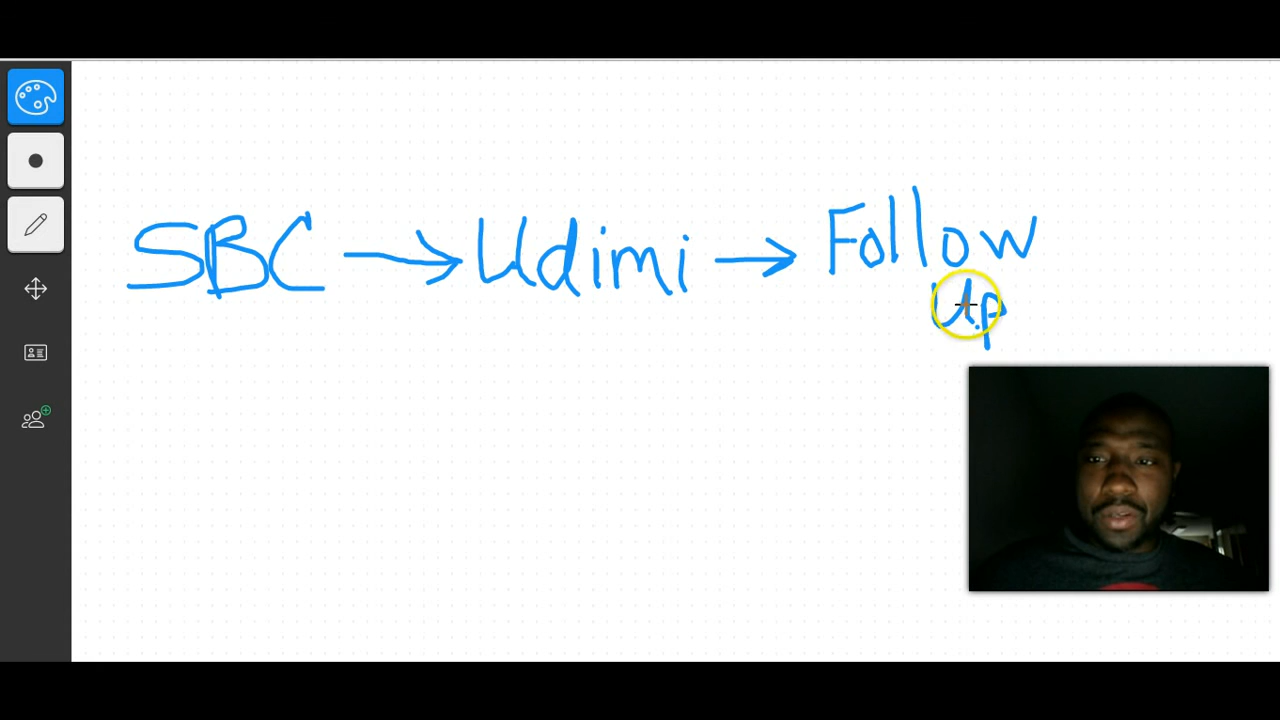 SBC → Udimi → Follow
Up